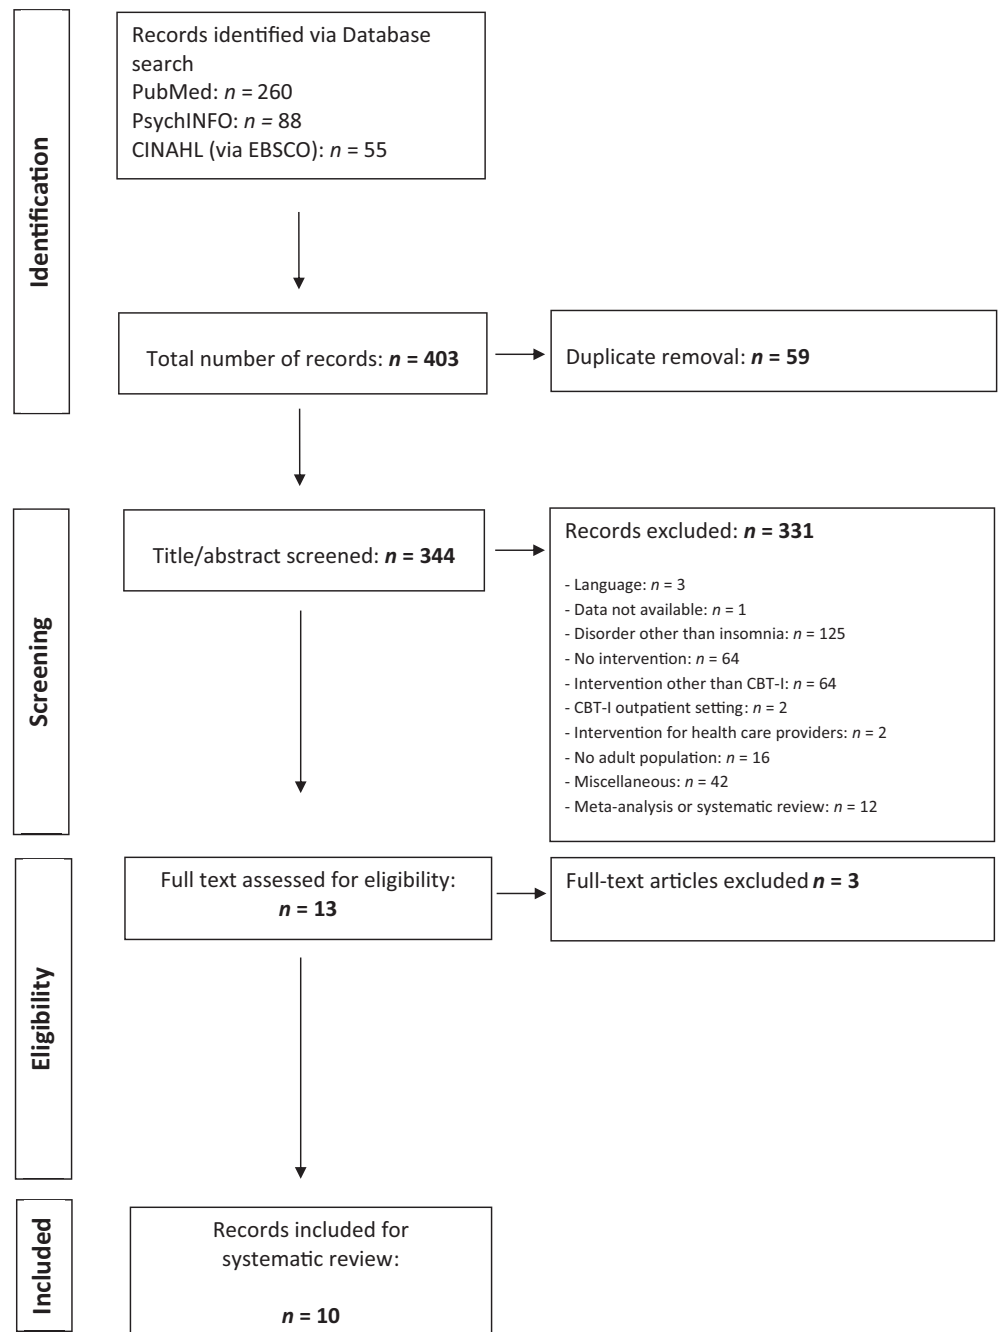 Identification
Records identified via Database
search
PubMed: n = 260
PsychINFO: n = 88
CINAHL (via EBSCO): n = 55
Total number of records: n = 403
Duplicate removal: n = 59
Screening
Title/abstract screened: n = 344
Records excluded: n = 331
- Language: n = 3
- Data not available: n = 1
- Disorder other than insomnia: n = 125
- No intervention: n = 64
- Intervention other than CBT-I: n = 64
- CBT-I outpatient setting: n = 2
- Intervention for health care providers: n = 2
- No adult population: n = 16
- Miscellaneous: n = 42
- Meta-analysis or systematic review: n = 12
Eligibility
Full text assessed for eligibility:
n = 13
Full-text articles excluded n = 3
Included
Records included for
systematic review:
n = 10